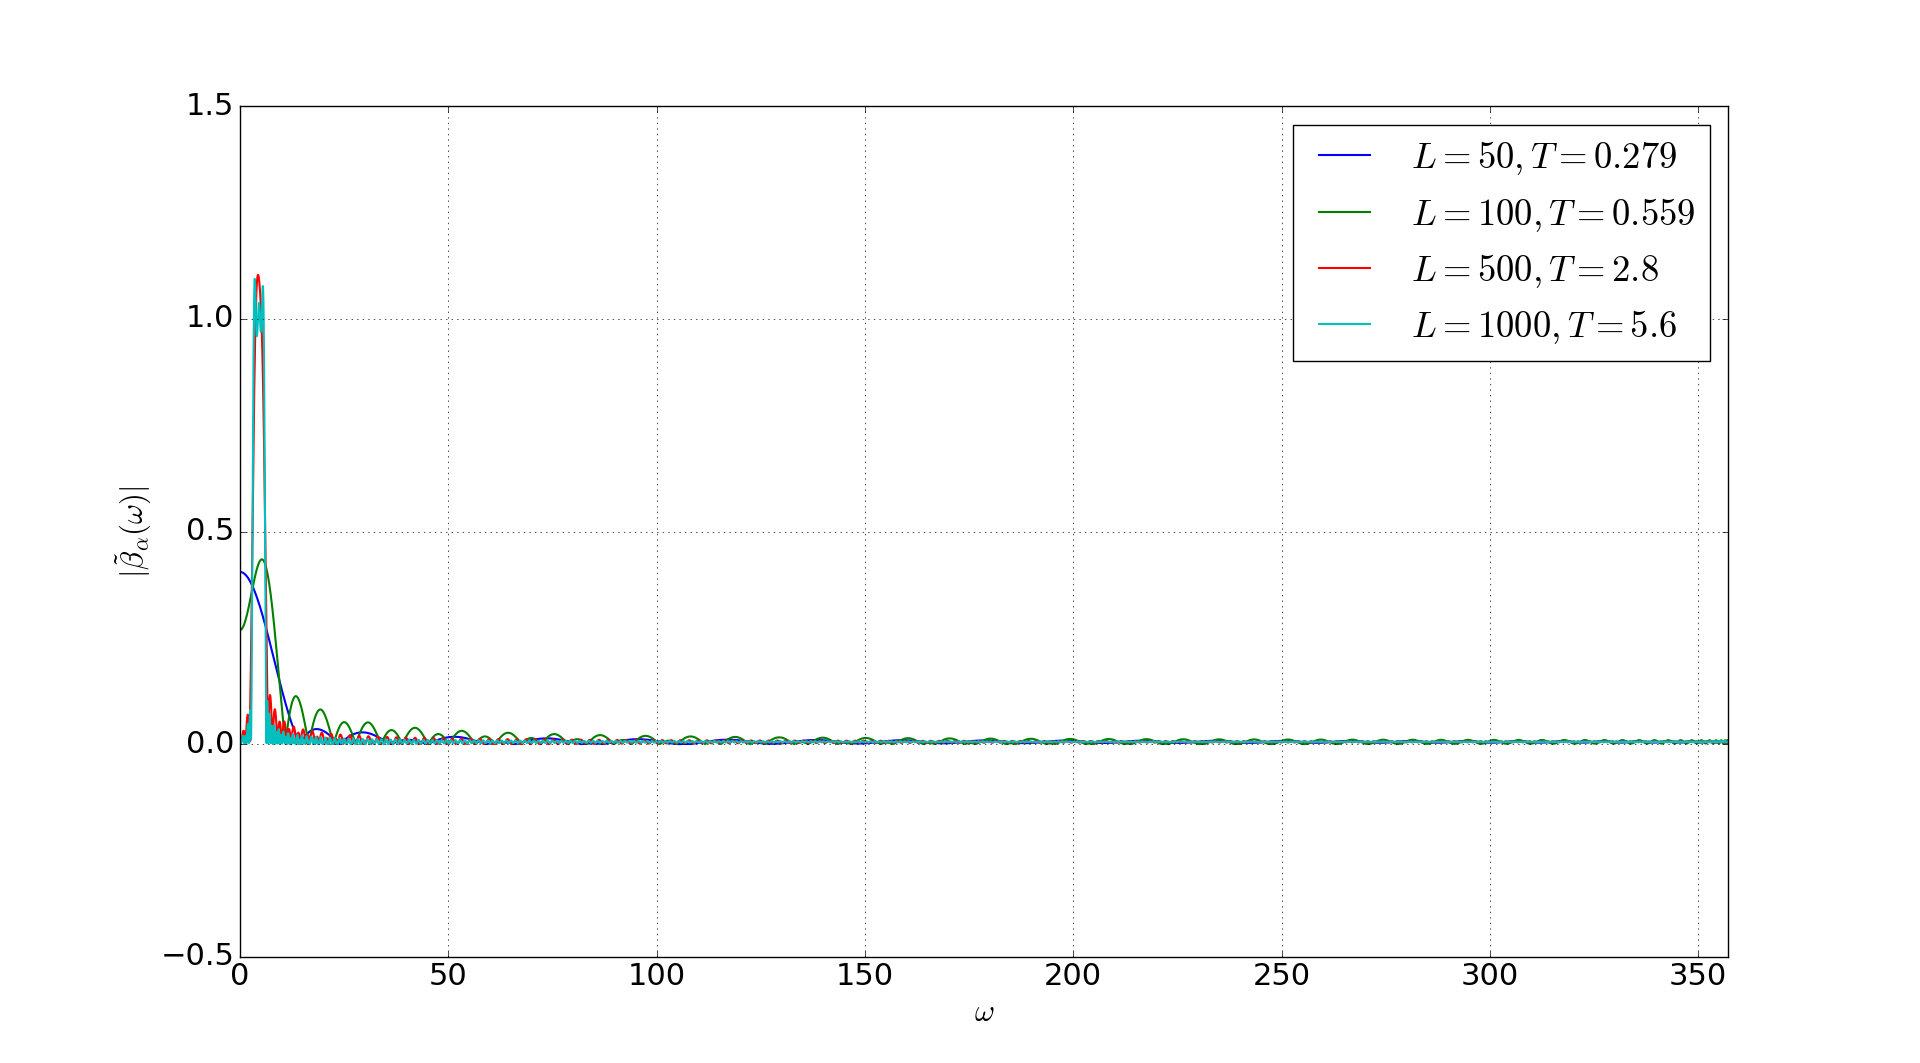 1.5
1.0
0.5
0.0
−0.5
0 50 100 150 200 250 300 350
ω
|β̃α(ω)|
L = 50, T = 0.279
L = 100, T = 0.559
L = 500, T = 2.8
L = 1000, T = 5.6